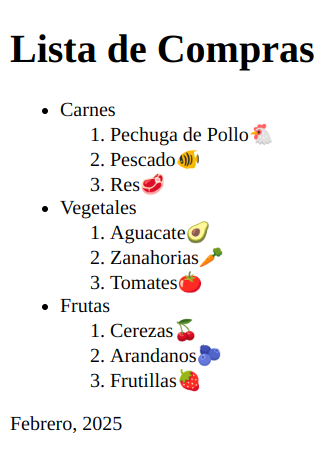 Lista de Compras
• Carnes
1. Pechuga de Pollo🐔
2. Pescado🐠
3. Res🥩
• Vegetales
1. Aguacate🥑
2. Zanahorias🥕
3. Tomates🍅
• Frutas
1. Cerezas🍒
2. Arandanos🫐
3. Frutillas🍓
Febrero, 2025